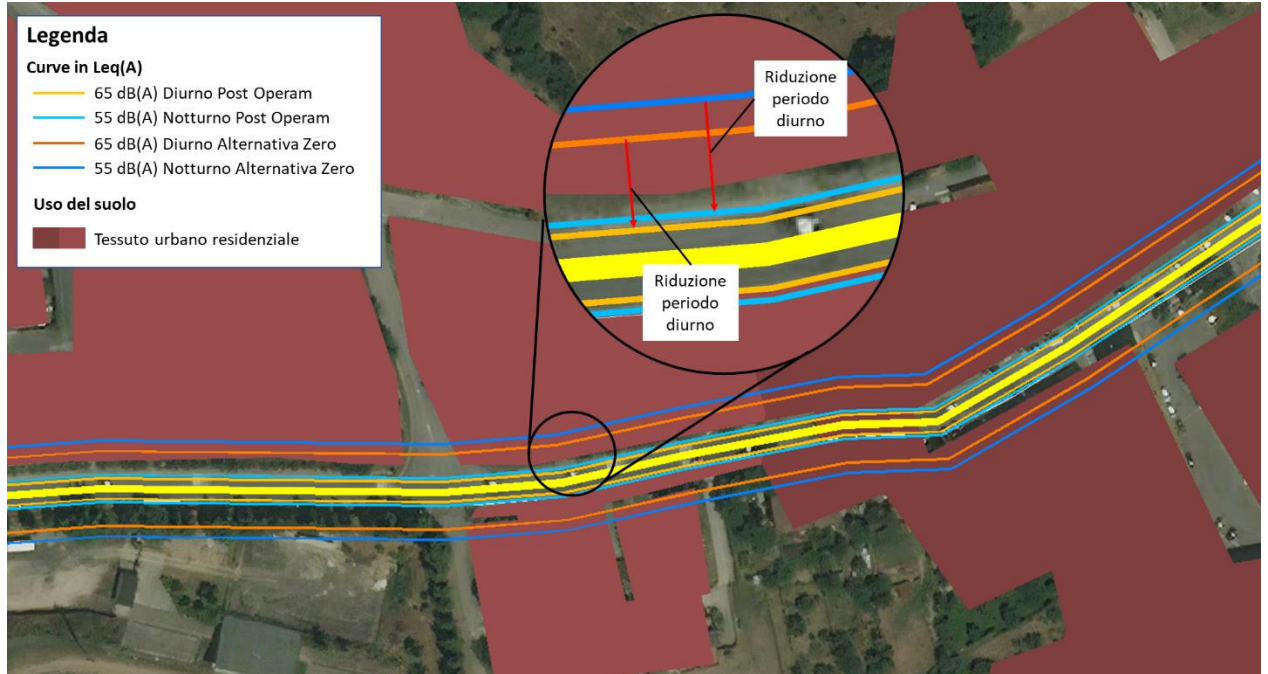 Legenda
Curve in Leq(A)
65 dB(A) Diurno Post Operam
55 dB(A) Notturno Post Operam
65 dB(A) Diurno Alternativa Zero
55 dB(A) Notturno Alternativa Zero
Uso del suolo
Tessuto urbano residenziale
Riduzione
periodo
diurno
Riduzione
periodo
diurno